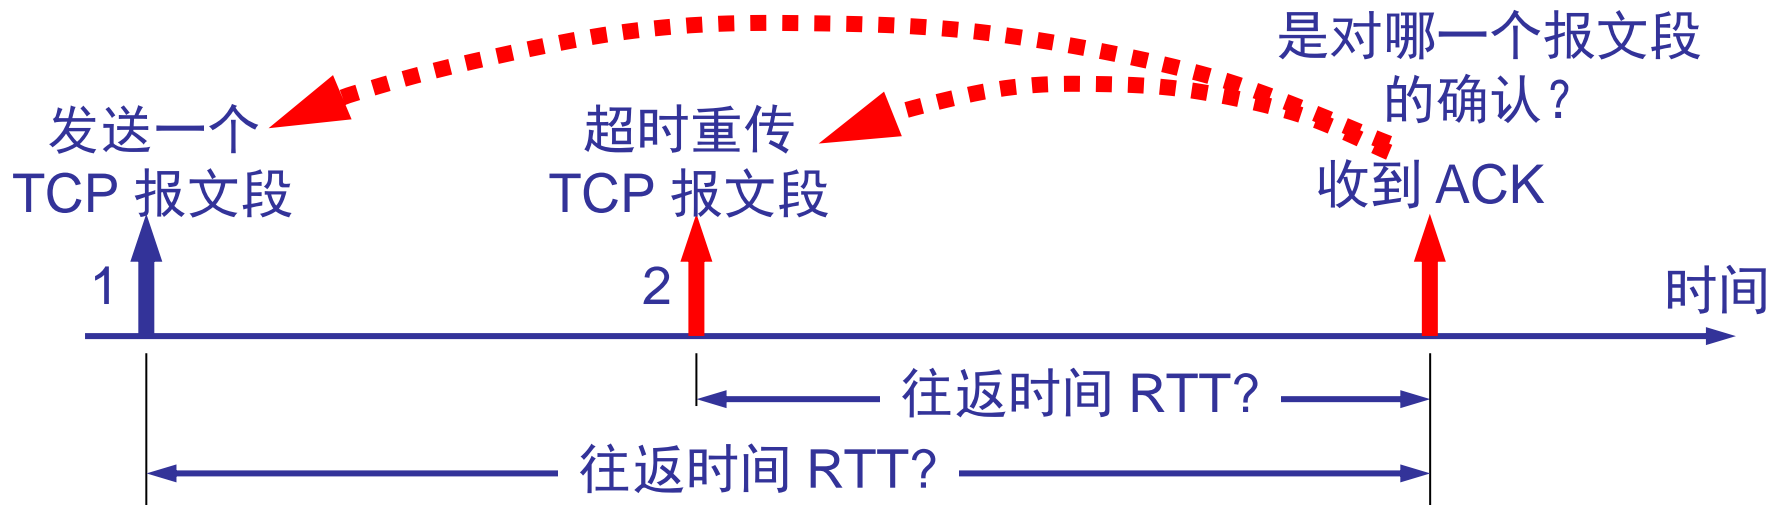 是对哪一个报文段
的确认？
发送一个
TCP 报文段
超时重传
TCP 报文段
收到 ACK
1
2
时间
往返时间 RTT?
往返时间 RTT?